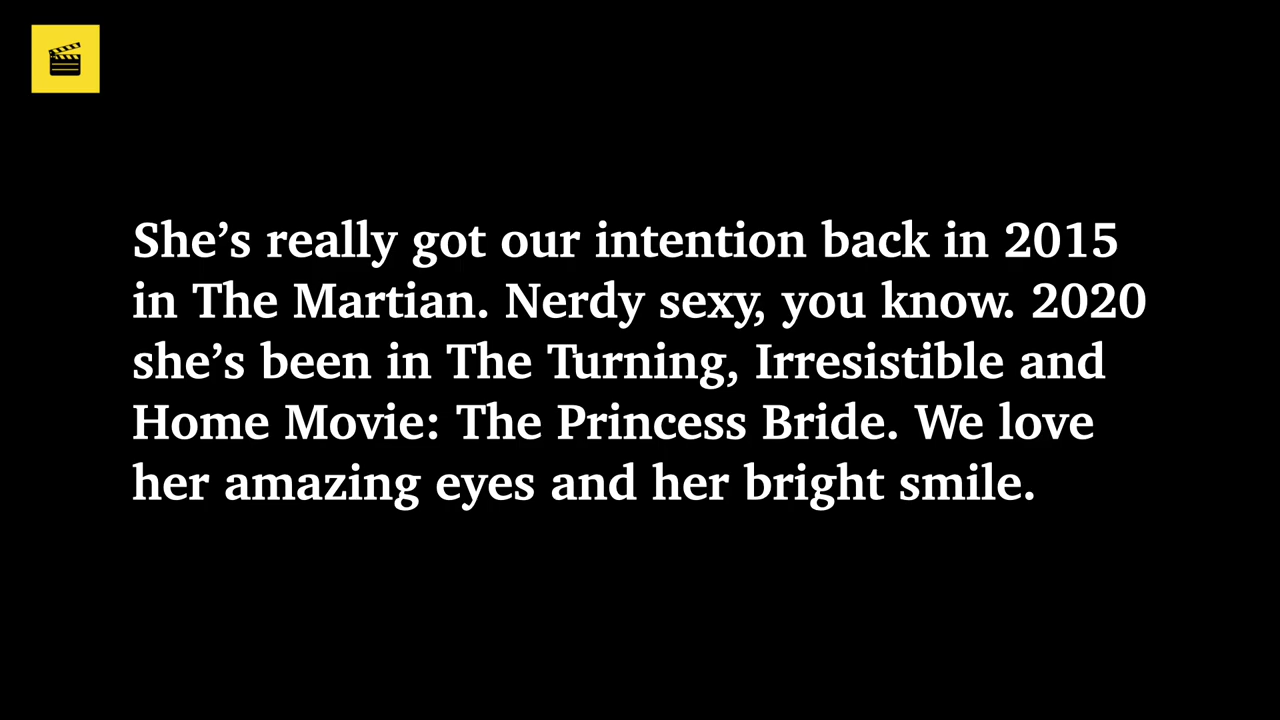 She’s really got our intention back in 2015
in The Martian. Nerdy sexy, you know. 2020
she’s been in The Turning, Irresistible and
Home Movie: The Princess Bride. We love
her amazing eyes and her bright smile.